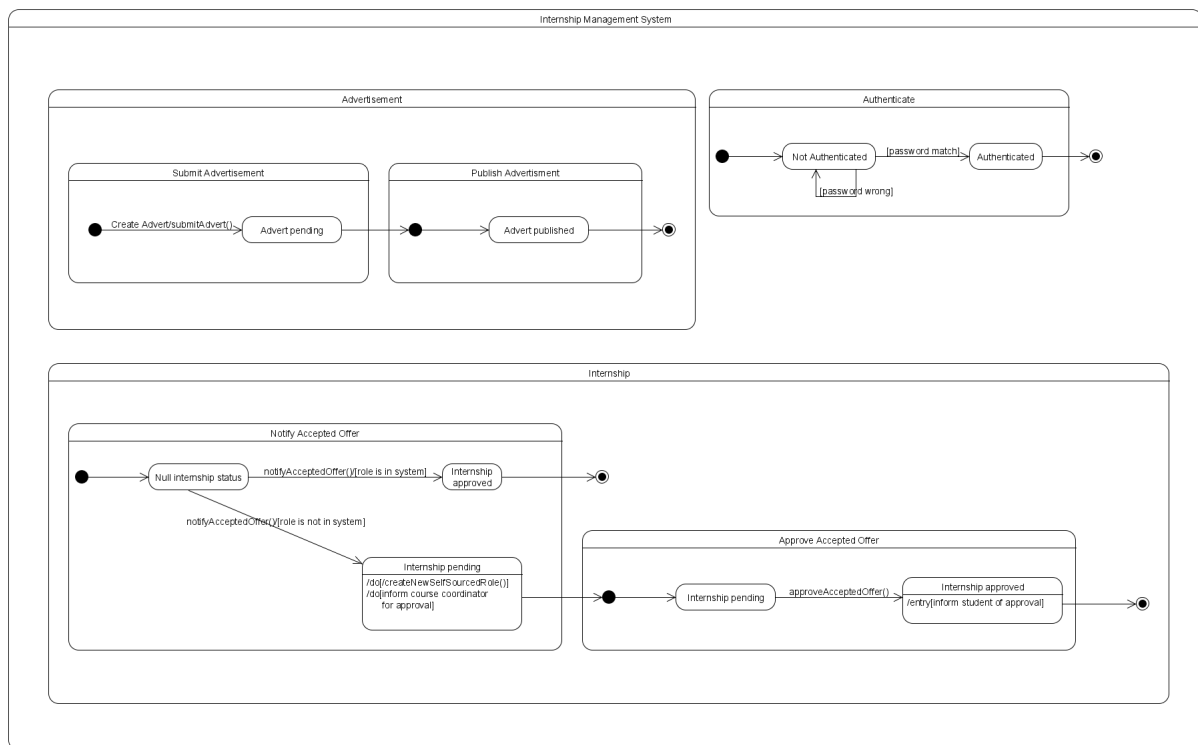 Internship Management System
Advertisement
Authenticate
Not Authenticated
[password match]
Authenticated
[password wrong]
Submit Advertisement
Publish Advertisment
Create Advert/submitAdvert()
Advert pending
Advert published
Internship
Notify Accepted Offer
Null internship status
notifyAcceptedOffer()/[role is in system]
Internship
approved
notifyAcceptedOffer()/[role is not in system]
Internship pending
/do[/createNewSelfSourcedRole()]
/do[inform course coordinator
for approval]
Approve Accepted Offer
Internship pending
approveAcceptedOffer()
Internship approved
/entry[inform student of approval]